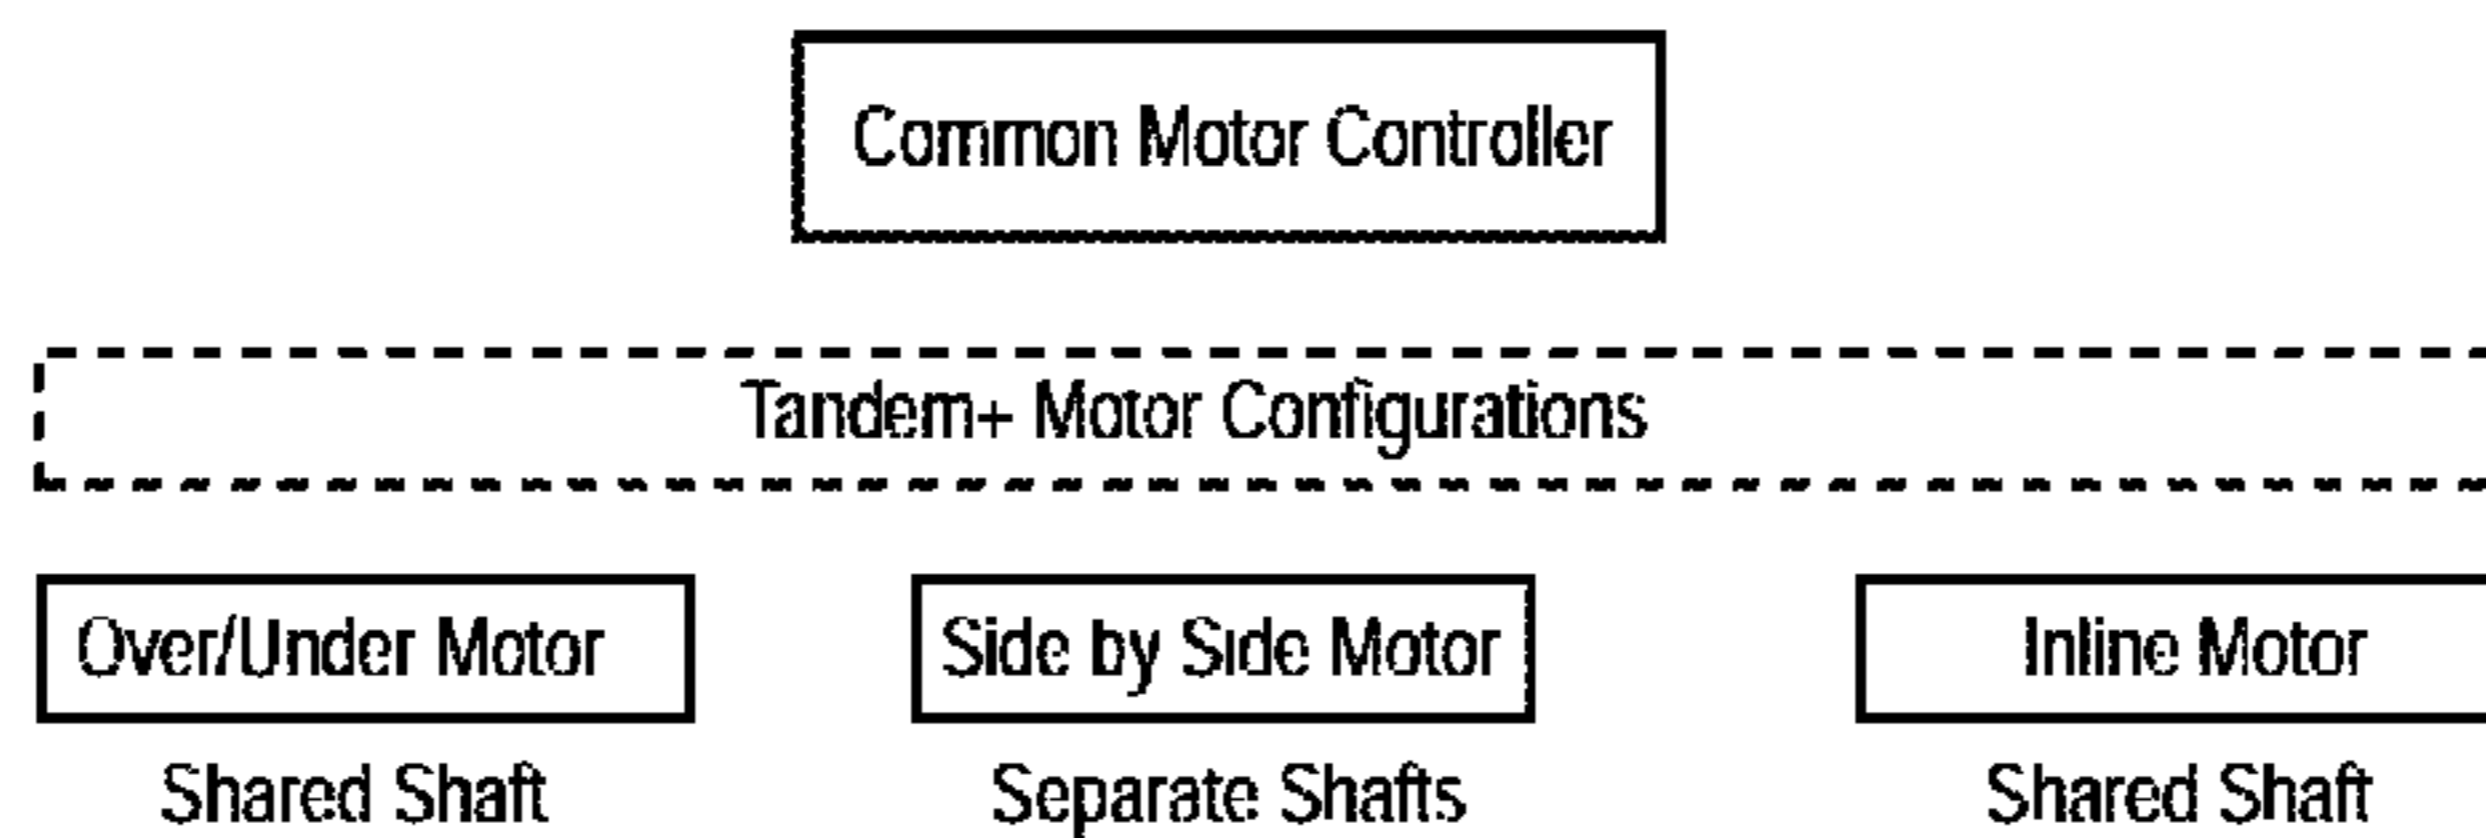 Common Motor Controller
Tandem+ Motor Configurations
Over/Under Motor
Side by Side Motor
Inline Motor
Shared Shaft
Separate Shafts
Shared Shaft